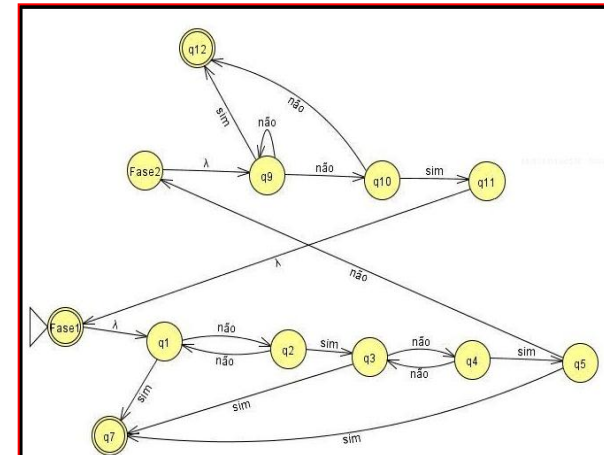 q12
sim
não
não
Fase2
λ
q9
não
q10
sim
q11
λ
não
Fase1
λ
q1
não
não
q2
sim
q3
não
não
q4
sim
q5
sim
sim
sim
q7